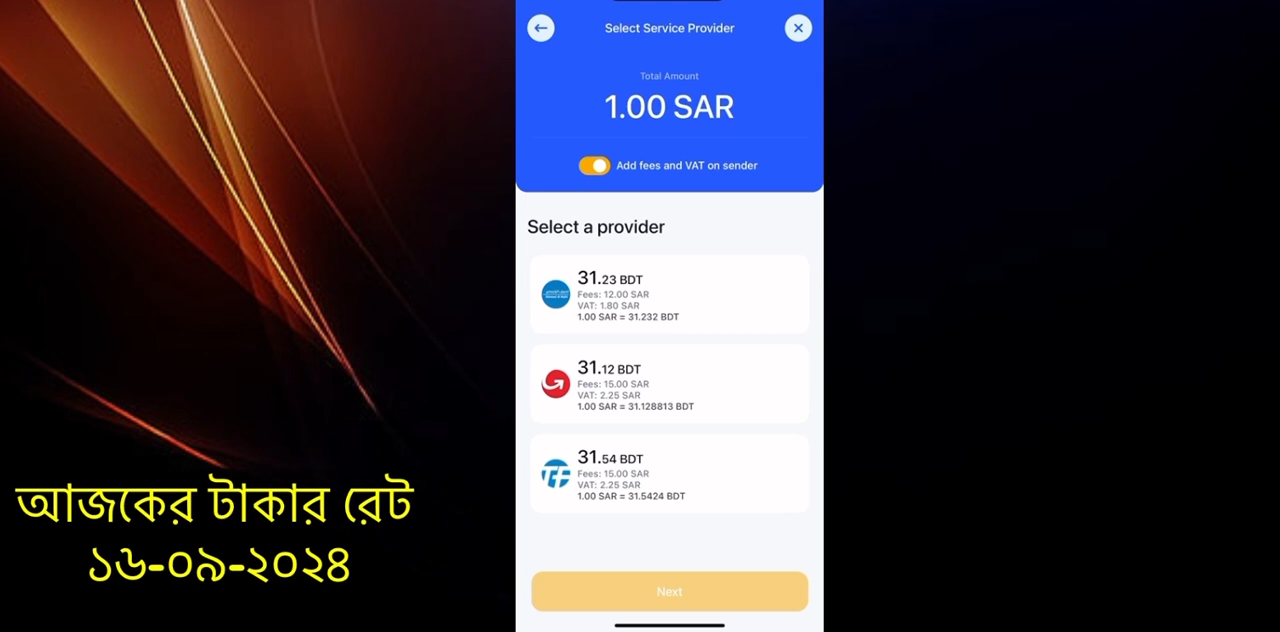 Select Service Provider
Total Amount
1.00 SAR
Add fees and VAT on sender
Select a provider
31.23 BDT
Fees: 12.00 SAR
VAT: 1.80 SAR
1.00 SAR = 31.232 BDT
31.12 BDT
Fees: 15.00 SAR
VAT: 2.25 SAR
1.00 SAR = 31.128813 BDT
31.54 BDT
Fees: 15.00 SAR
VAT: 2.25 SAR
1.00 SAR = 31.5424 BDT
Next
আজকের টাকার রেট
১৬-০৯-২০২৪